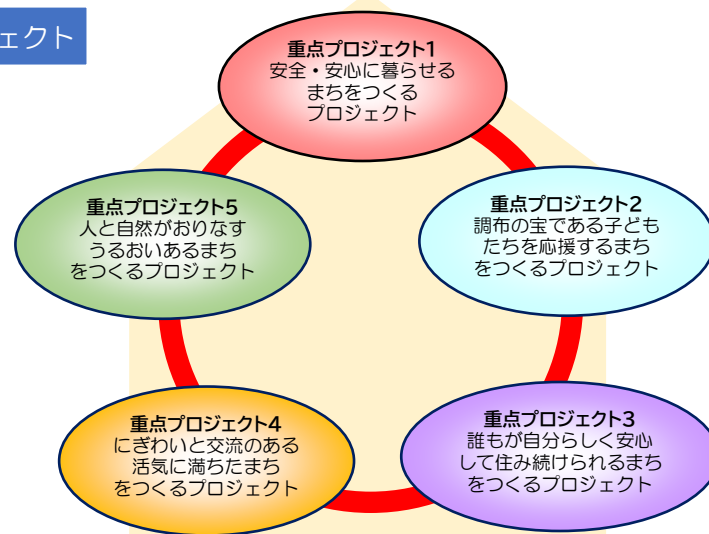 ェクト
重点プロジェクト1
安全・安心に暮らせる
まちをつくる
プロジェクト
重点プロジェクト5
人と自然がおりなす
うるおいあるまち
をつくるプロジェクト
重点プロジェクト2
調布の宝である子ども
たちを応援するまち
をつくるプロジェクト
重点プロジェクト4
にぎわいと交流のある
活気に満ちたまち
をつくるプロジェクト
重点プロジェクト3
誰もが自分らしく安心
して住み続けられるまち
をつくるプロジェクト